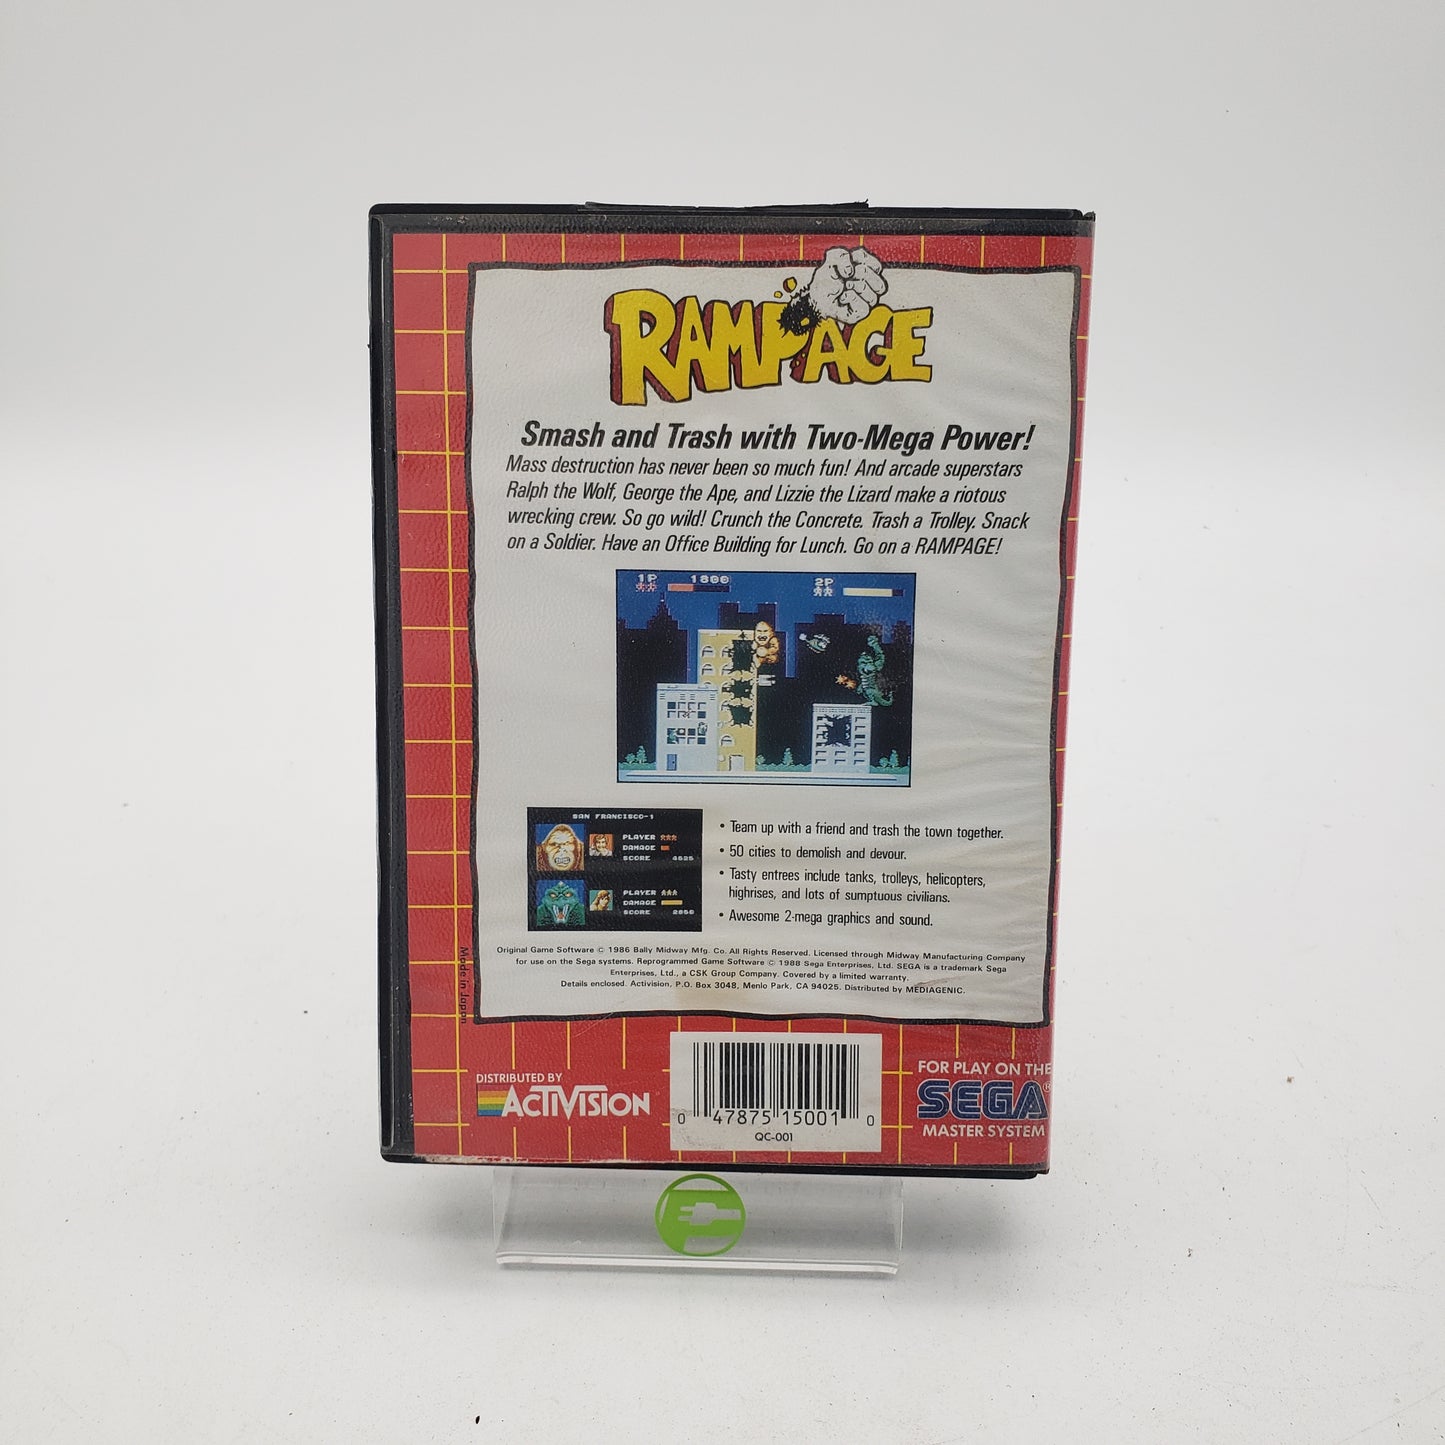 RAMPAGE
Smash and Trash with Two-Mega Power!
Mass destruction has never been so much fun! And arcade superstars
Ralph the Wolf, George the Ape, and Lizzie the Lizard make a riotous
wrecking crew. So go wild! Crunch the Concrete. Trash a Trolley. Snack
on a Soldier. Have an Office Building for Lunch. Go on a RAMPAGE!
1P 1800 2P
SAN FRANCISCO-1
PLAYER
DAMAGE
SCORE 4525
PLAYER
DAMAGE
SCORE 2850
• Team up with a friend and trash the town together.
• 50 cities to demolish and devour.
• Tasty entrees include tanks, trolleys, helicopters,
highrises, and lots of sumptuous civilians.
• Awesome 2-mega graphics and sound.
Original Game Software © 1986 Bally Midway Mfg. Co. All Rights Reserved. Licensed through Midway Manufacturing Company
for use on the Sega systems. Reprogrammed Game Software © 1988 Sega Enterprises, Ltd. SEGA is a trademark Sega
Enterprises, Ltd., a CSK Group Company. Covered by a limited warranty.
Details enclosed. Activision, P.O. Box 3048, Menlo Park, CA 94025. Distributed by MEDIAGENIC.
Made in Japan
DISTRIBUTED BY
ACTIVISION
0 47875 15001 0
QC-001
FOR PLAY ON THE
SEGA®
MASTER SYSTEM